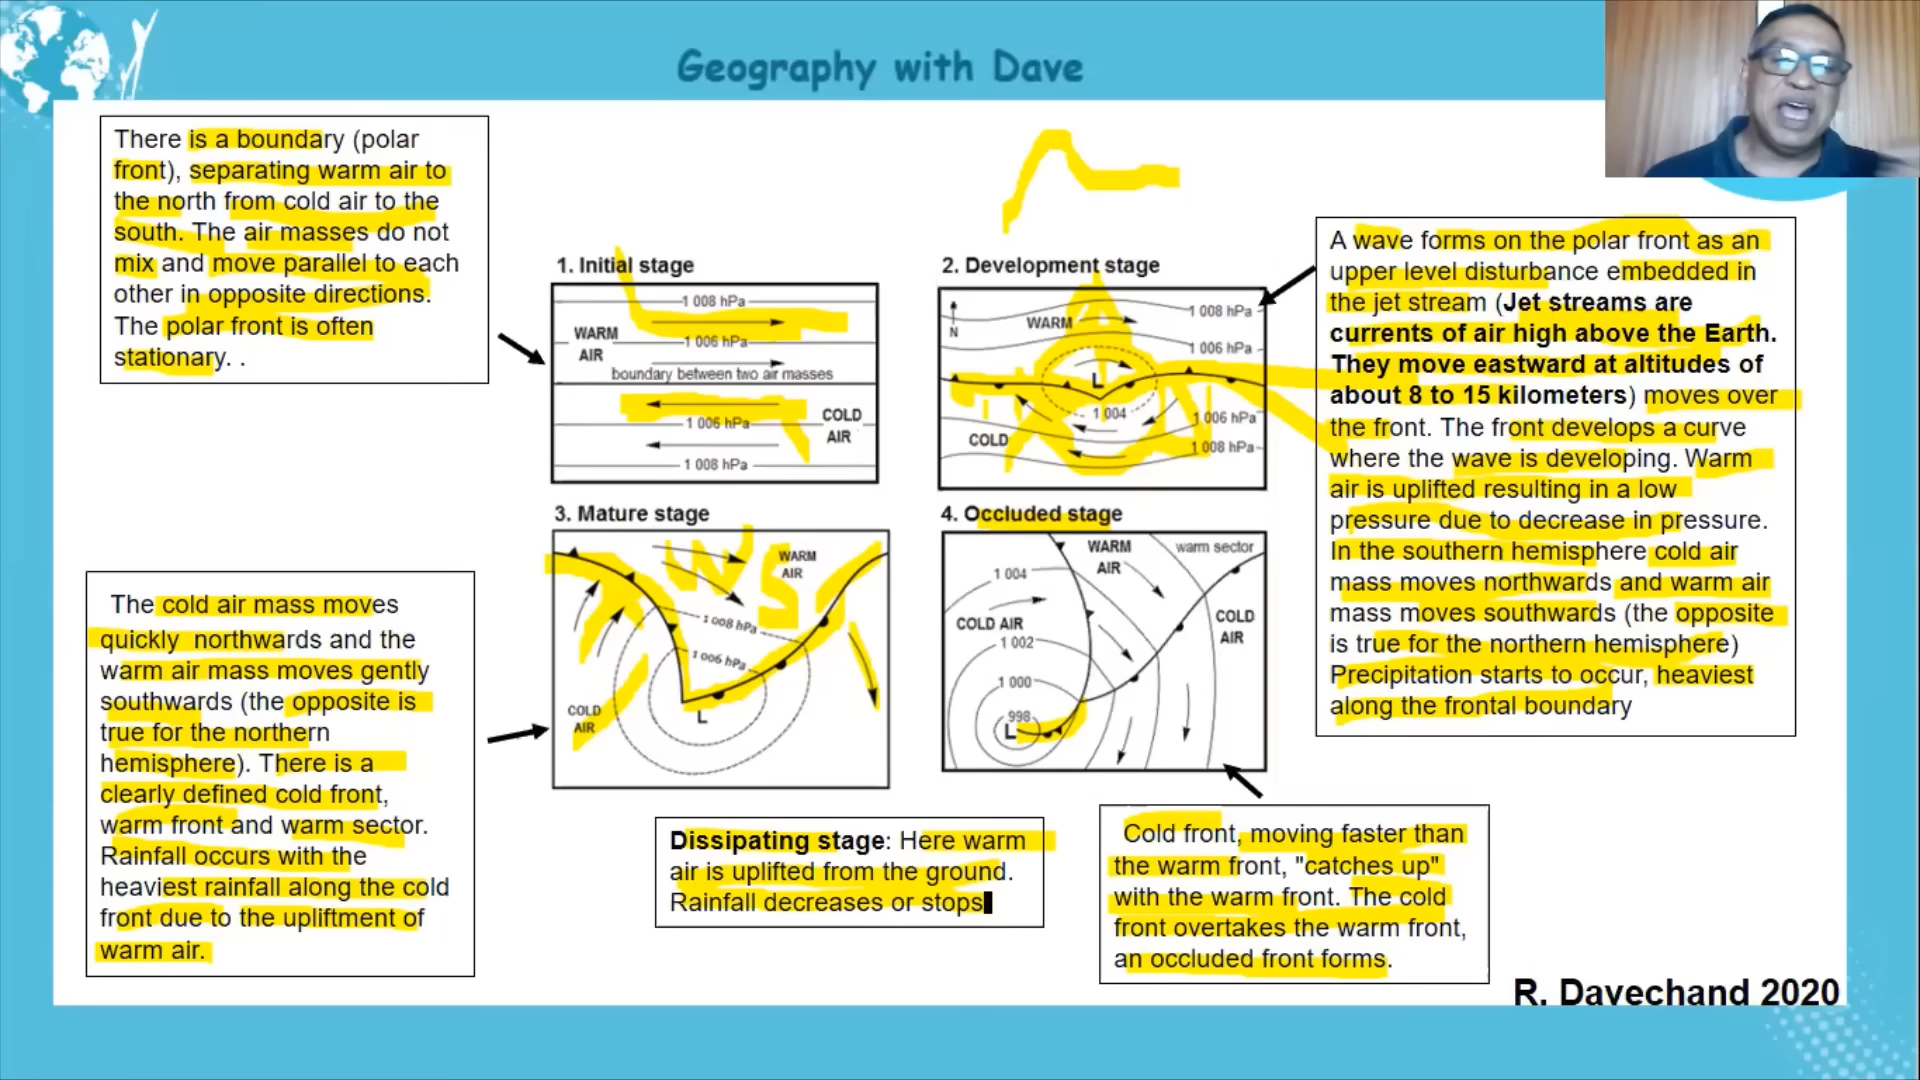 Geography with Dave
There is a boundary (polar
front), separating warm air to
the north from cold air to the
south. The air masses do not
mix and move parallel to each
other in opposite directions.
The polar front is often
stationary. .
1. Initial stage
1 008 hPa
WARM
AIR
1 006 hPa
boundary between two air masses
1 006 hPa
COLD
AIR
1 008 hPa
2. Development stage
1 008 hPa
N
WARM
1 006 hPa
L
1 004
1 006 hPa
COLD
1 008 hPa
A wave forms on the polar front as an
upper level disturbance embedded in
the jet stream (Jet streams are
currents of air high above the Earth.
They move eastward at altitudes of
about 8 to 15 kilometers) moves over
the front. The front develops a curve
where the wave is developing. Warm
air is uplifted resulting in a low
pressure due to decrease in pressure.
In the southern hemisphere cold air
mass moves northwards and warm air
mass moves southwards (the opposite
is true for the northern hemisphere)
Precipitation starts to occur, heaviest
along the frontal boundary
The cold air mass moves
quickly northwards and the
warm air mass moves gently
southwards (the opposite is
true for the northern
hemisphere). There is a
clearly defined cold front,
warm front and warm sector.
Rainfall occurs with the
heaviest rainfall along the cold
front due to the upliftment of
warm air.
3. Mature stage
WS
WARM
AIR
1 008 hPa
1 006 hPa
COLD
AIR
L
4. Occluded stage
WARM
AIR
warm sector
1 004
COLD AIR
COLD
AIR
1 002
1 000
998
L
Dissipating stage: Here warm
air is uplifted from the ground.
Rainfall decreases or stops
Cold front, moving faster than
the warm front, "catches up"
with the warm front. The cold
front overtakes the warm front,
an occluded front forms.
R. Davechand 2020